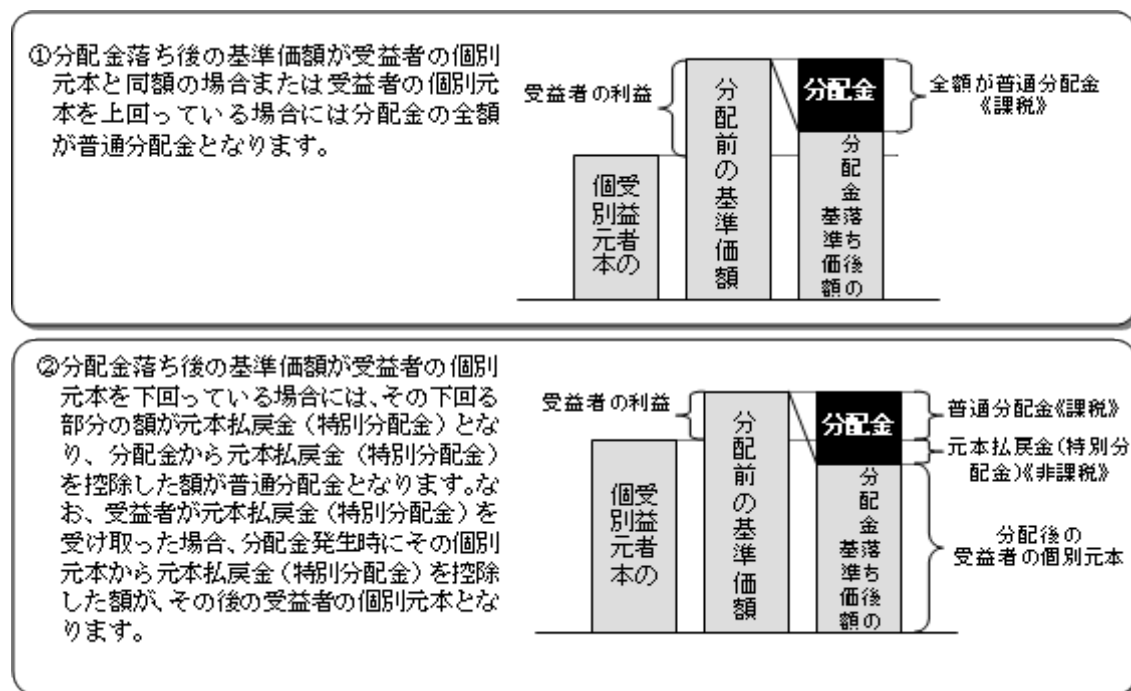 ①分配金落ち後の基準価額が受益者の個別
元本と同額の場合または受益者の個別元
本を上回っている場合には分配金の全額
が普通分配金となります。
受益者の利益
個別元本
受益者の
分配前の基準価額
分配金
分配金落ち後の
基準価額
全額が普通分配金
《課税》
②分配金落ち後の基準価額が受益者の個別
元本を下回っている場合には、その下回る
部分の額が元本払戻金(特別分配金)とな
り、分配金から元本払戻金(特別分配金)
を控除した額が普通分配金となります。な
お、受益者が元本払戻金(特別分配金)を
受け取った場合、分配金発生時にその個別
元本から元本払戻金(特別分配金)を控除
した額が、その後の受益者の個別元本とな
ります。
受益者の利益
受益者の
個別元本
分配前の基準価額
分配金
分配金落ち後の
基準価額
普通分配金《課税》
元本払戻金(特別分
配金)《非課税》
分配後の
受益者の個別元本